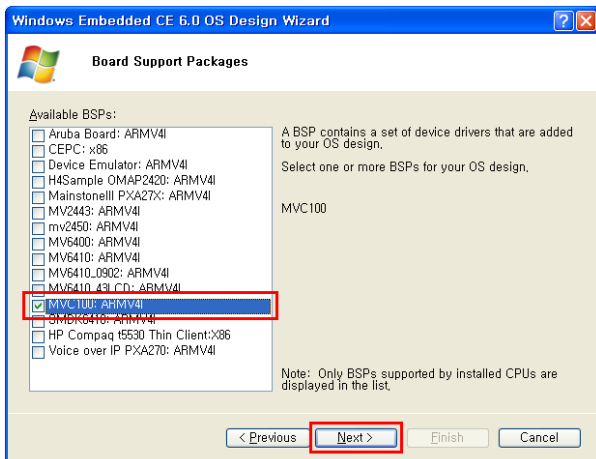 Windows Embedded CE 6.0 OS Design Wizard
Board Support Packages
Available BSPs:
Aruba Board: ARMV4I
CEPC: x86
Device Emulator: ARMV4I
H4Sample OMAP2420: ARMV4I
MainstoneIII PXA27X: ARMV4I
MV2443: ARMV4I
mv2450: ARMV4I
MV6400: ARMV4I
MV6410: ARMV4I
MV6410_0902: ARMV4I
MV6410_43LCD: ARMV4I
MVC100: ARMV4I
SMDK6410: ARMV4I
HP Compaq t5530 Thin Client:X86
Voice over IP PXA270: ARMV4I
A BSP contains a set of device drivers that are added
to your OS design.
Select one or more BSPs for your OS design.
MVC100
Note: Only BSPs supported by installed CPUs are
displayed in the list.
< Previous
Next >
Finish
Cancel